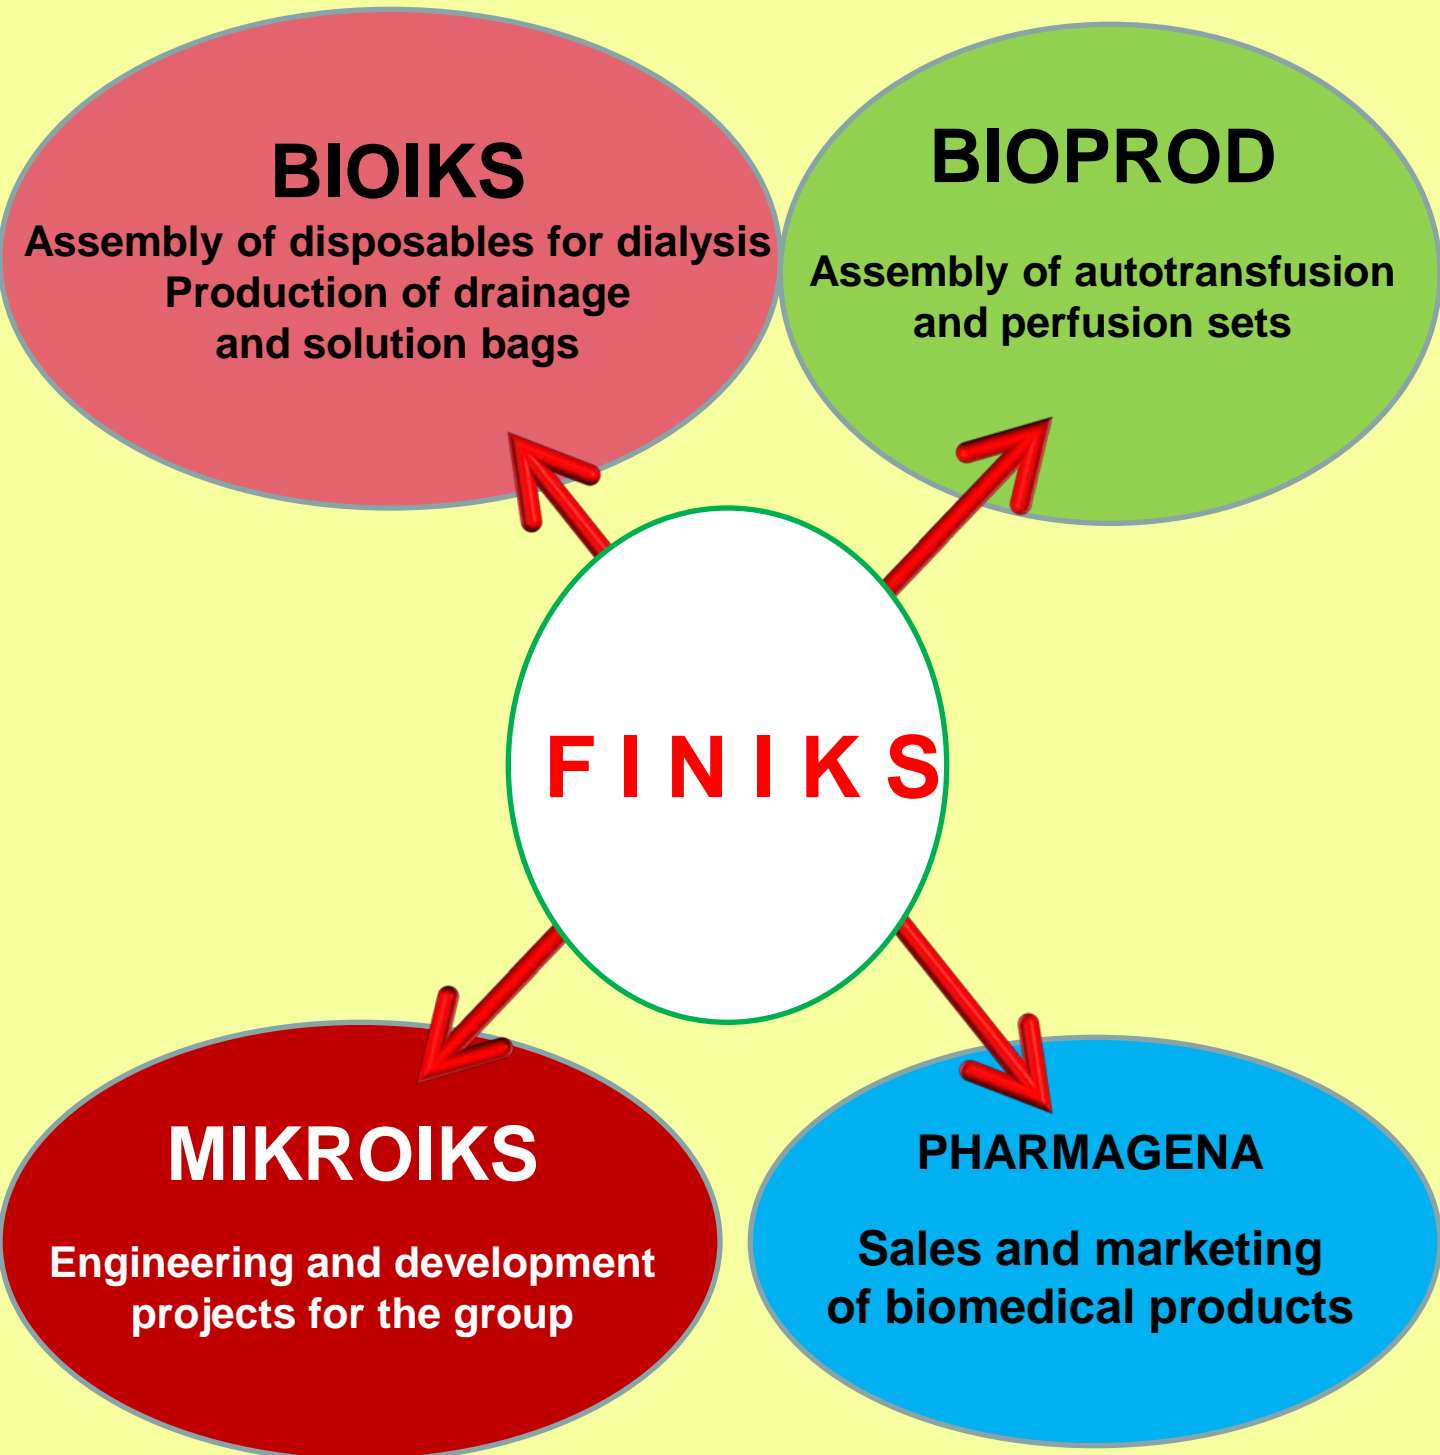 BIOIKS
Assembly of disposables for dialysis
Production of drainage
and solution bags
BIOPROD
Assembly of autotransfusion
and perfusion sets
F I N I K S
MIKROIKS
Engineering and development
projects for the group
PHARMAGENA
Sales and marketing
of biomedical products